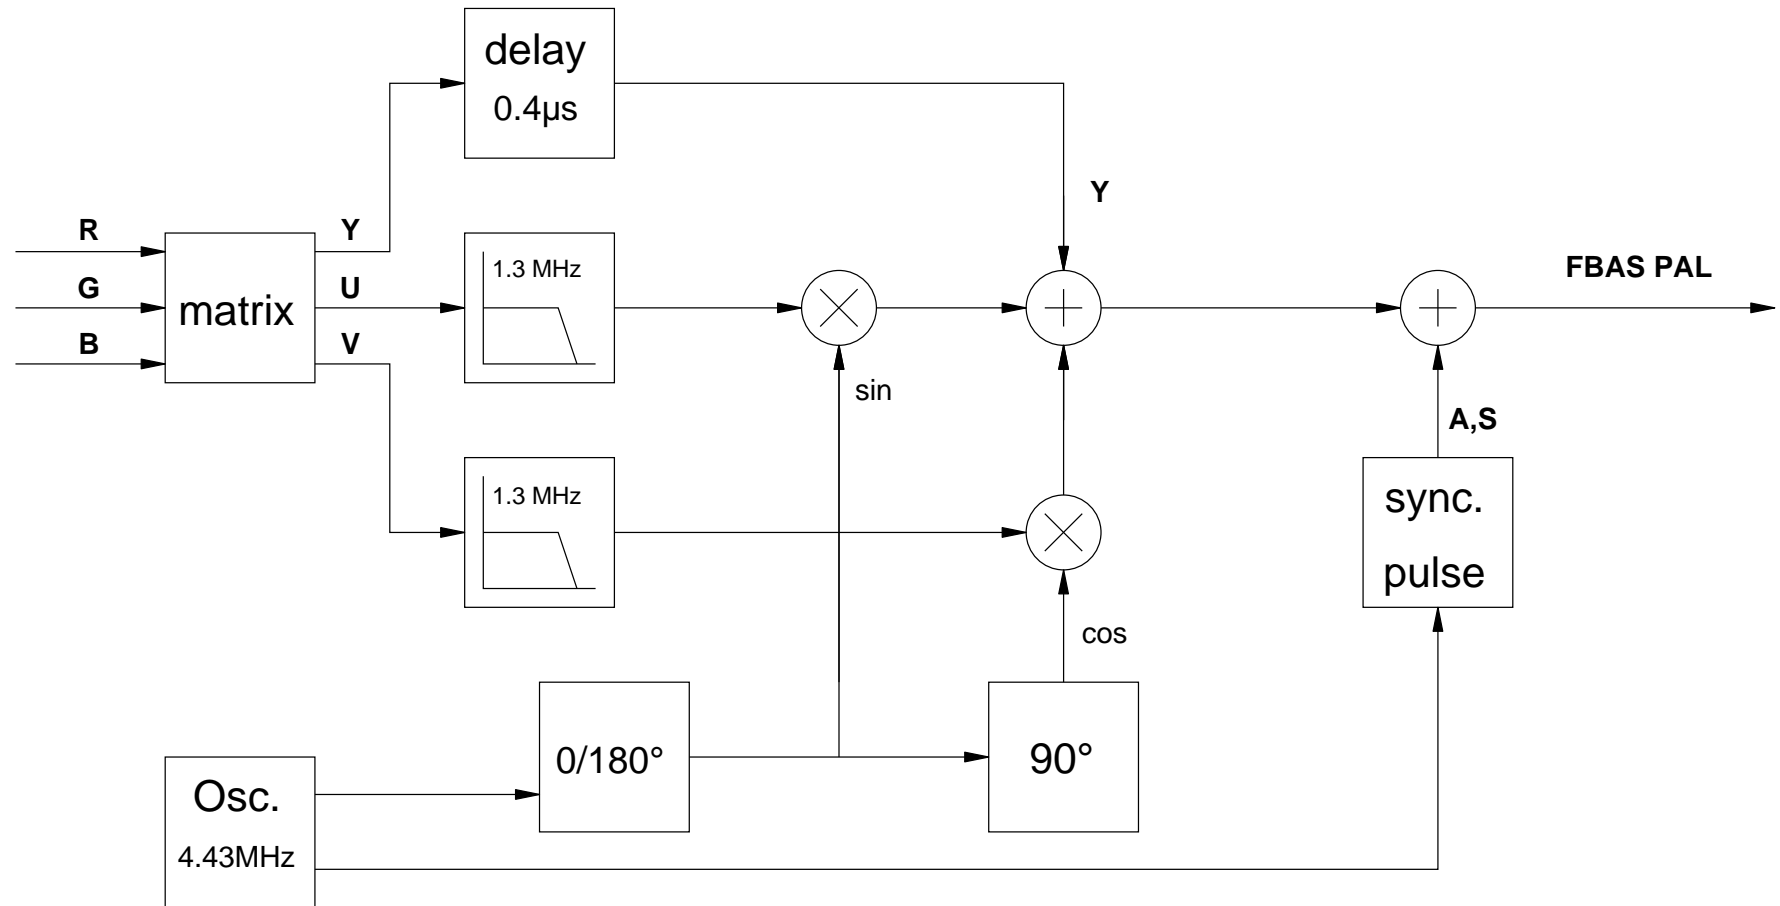 delay
0.4µs
Y
R
Y
FBAS PAL
1.3 MHz
G
U
matrix
B
V
sin
A,S
1.3 MHz
sync.
pulse
cos
0/180°
90°
Osc.
4.43MHz